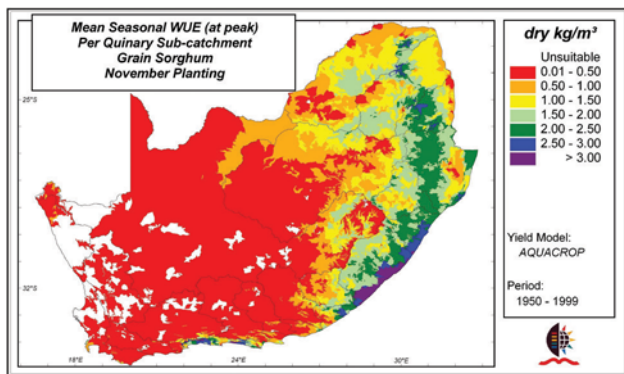 Mean Seasonal WUE (at peak)
Per Quinary Sub-catchment
Grain Sorghum
November Planting
dry kg/m³
Unsuitable
0.01 - 0.50
0.50 - 1.00
1.00 - 1.50
1.50 - 2.00
2.00 - 2.50
2.50 - 3.00
> 3.00
Yield Model:
AQUACROP
Period:
1950 - 1999
32°S
18°E
24°E
30°E